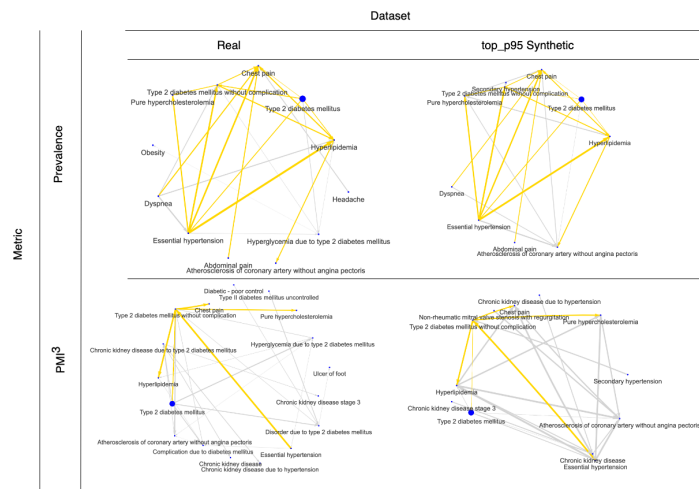 Dataset
Real
top_p95 Synthetic
Metric
Prevalence
Chest pain
Type 2 diabetes mellitus without complication
Pure hypercholesterolemia
Type 2 diabetes mellitus
Hyperlipidemia
Obesity
Dyspnea
Headache
Essential hypertension
Hyperglycemia due to type 2 diabetes mellitus
Abdominal pain
Atherosclerosis of coronary artery without angina pectoris
Chest pain
Secondary hypertension
Type 2 diabetes mellitus without complication
Pure hypercholesterolemia
Type 2 diabetes mellitus
Hyperlipidemia
Dyspnea
Essential hypertension
Abdominal pain
Atherosclerosis of coronary artery without angina pectoris
PMI3
Diabetic - poor control
Type II diabetes mellitus uncontrolled
Chest pain
Type 2 diabetes mellitus without complication
Pure hypercholesterolemia
Hyperglycemia due to type 2 diabetes mellitus
Chronic kidney disease due to type 2 diabetes mellitus
Ulcer of foot
Hyperlipidemia
Chronic kidney disease stage 3
Type 2 diabetes mellitus
Disorder due to type 2 diabetes mellitus
Atherosclerosis of coronary artery without angina pectoris
Complication due to diabetes mellitus
Essential hypertension
Chronic kidney disease
Chronic kidney disease due to hypertension
Chronic kidney disease due to hypertension
Chest pain
Non-rheumatic mitral valve stenosis with regurgitation
Pure hypercholesterolemia
Type 2 diabetes mellitus without complication
Secondary hypertension
Hyperlipidemia
Chronic kidney disease stage 3
Type 2 diabetes mellitus
Atherosclerosis of coronary artery without angina pectoris
Chronic kidney disease
Essential hypertension